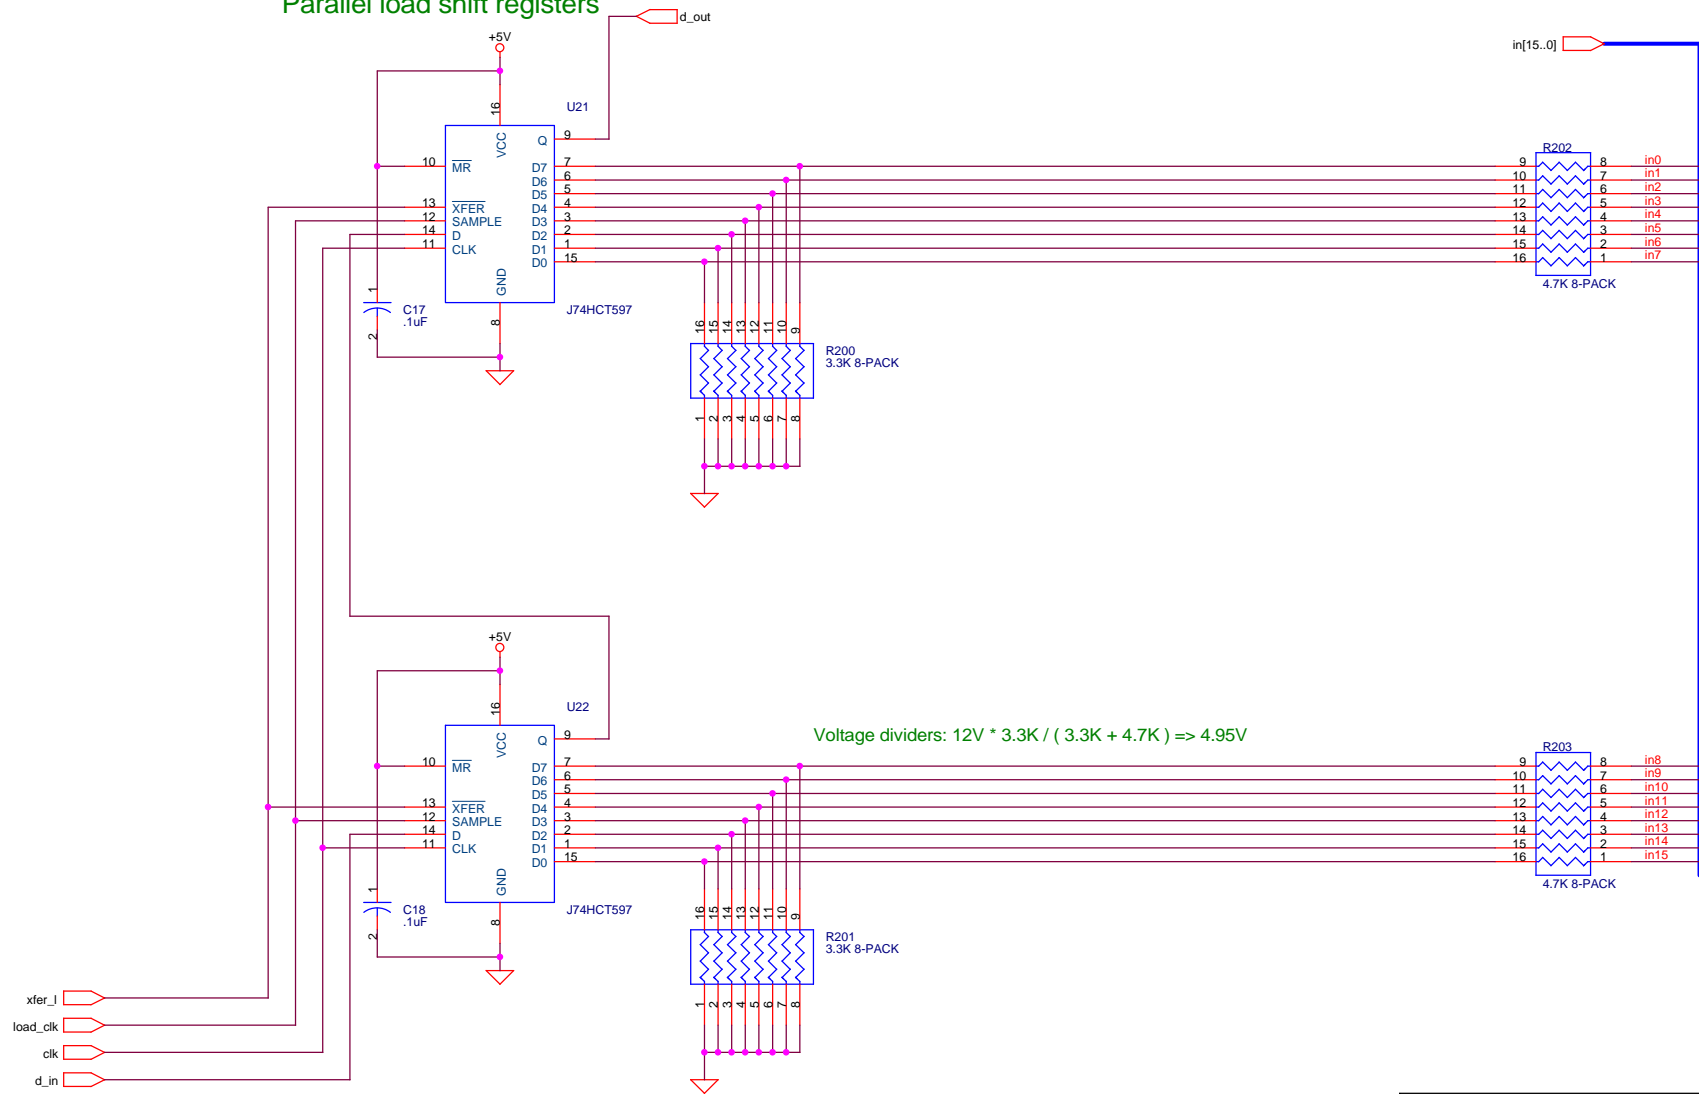 Parallel load shift registers
d_out
in[15..0]
+5V
16
U21
VCC
Q 9
10 MR
D7 7
D6 6
D5 5
13 XFER
D4 4
12 SAMPLE
D3 3
14 D
D2 2
11 CLK
D1 1
D0 15
GND
8
J74HCT597
1
C17
.1uF
2
R202
9 8 in0
10 7 in1
11 6 in2
12 5 in3
13 4 in4
14 3 in5
15 2 in6
16 1 in7
4.7K 8-PACK
16 15 14 13 12 11 10 9
R200
3.3K 8-PACK
1 2 3 4 5 6 7 8
+5V
16
U22
VCC
Q 9
10 MR
D7 7
D6 6
D5 5
13 XFER
D4 4
12 SAMPLE
D3 3
14 D
D2 2
11 CLK
D1 1
D0 15
GND
8
J74HCT597
1
C18
.1uF
2
Voltage dividers: 12V * 3.3K / ( 3.3K + 4.7K ) => 4.95V
R203
9 8 in8
10 7 in9
11 6 in10
12 5 in11
13 4 in12
14 3 in13
15 2 in14
16 1 in15
4.7K 8-PACK
16 15 14 13 12 11 10 9
R201
3.3K 8-PACK
1 2 3 4 5 6 7 8
xfer_l
load_clk
clk
d_in